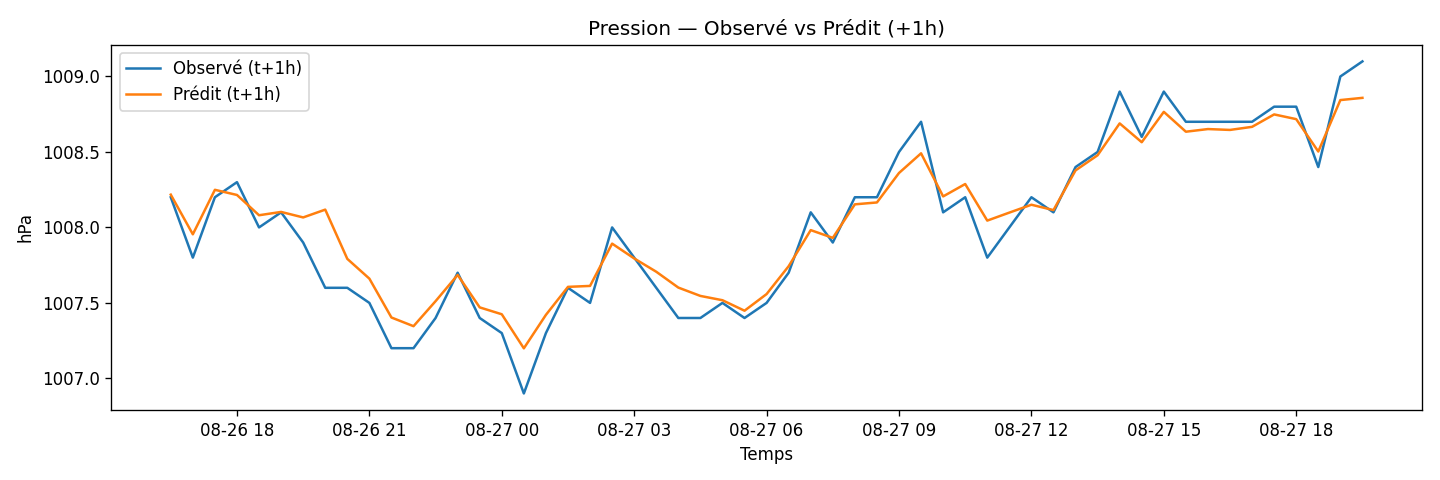 Pression — Observé vs Prédit (+1h)
Observé (t+1h)
Prédit (t+1h)
hPa
1009.0
1008.5
1008.0
1007.5
1007.0
08-26 18 08-26 21 08-27 00 08-27 03 08-27 06 08-27 09 08-27 12 08-27 15 08-27 18
Temps